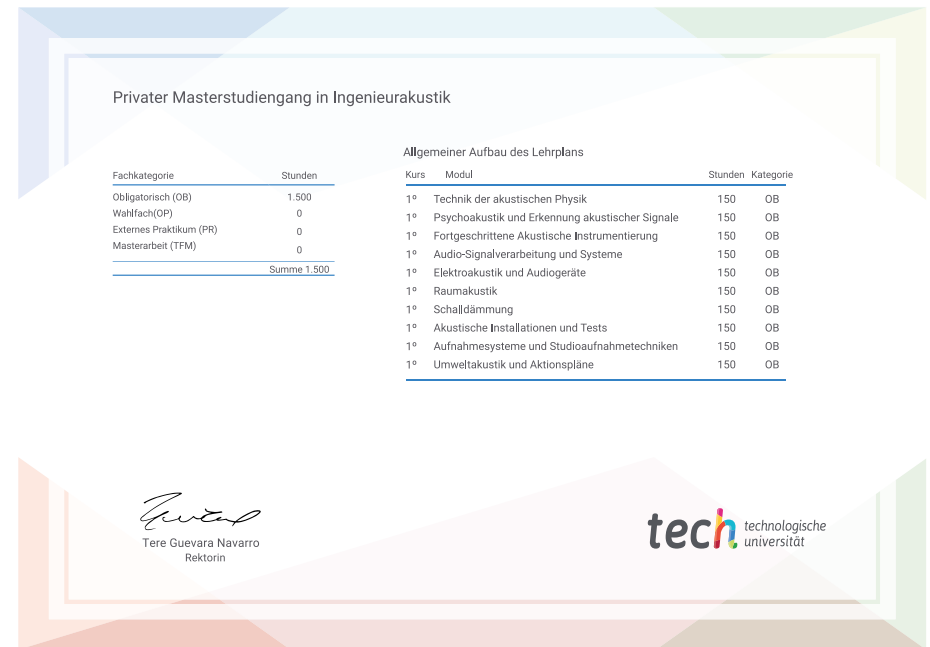 Privater Masterstudiengang in Ingenieurakustik
Fachkategorie Stunden
Obligatorisch (OB) 1.500
Wahlfach(OP) 0
Externes Praktikum (PR) 0
Masterarbeit (TFM) 0
Summe 1.500
Allgemeiner Aufbau des Lehrplans
Kurs Modul Stunden Kategorie
1º Technik der akustischen Physik 150 OB
1º Psychoakustik und Erkennung akustischer Signale 150 OB
1º Fortgeschrittene Akustische Instrumentierung 150 OB
1º Audio-Signalverarbeitung und Systeme 150 OB
1º Elektroakustik und Audiogeräte 150 OB
1º Raumakustik 150 OB
1º Schalldämmung 150 OB
1º Akustische Installationen und Tests 150 OB
1º Aufnahmesysteme und Studioaufnahmetechniken 150 OB
1º Umweltakustik und Aktionspläne 150 OB
Tere Guevara Navarro
Rektorin
tech technologische
universität